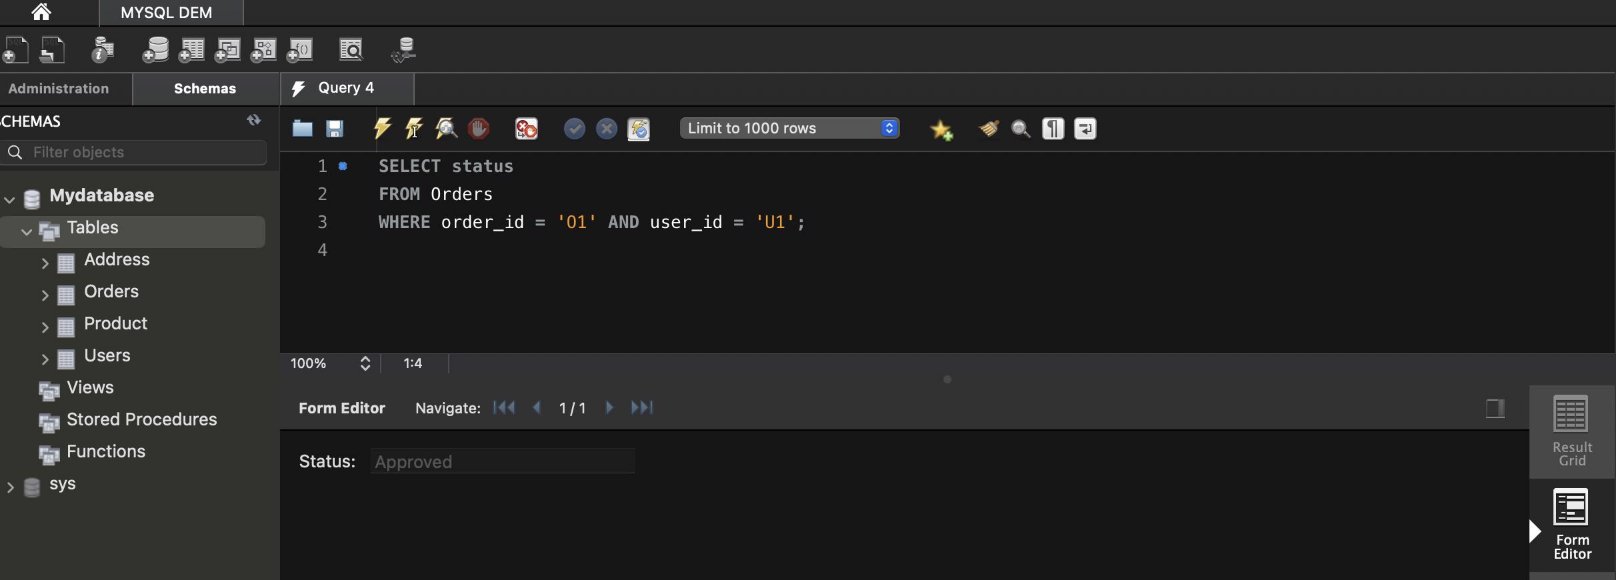 MYSQL DEM
Administration
Schemas
Query 4
SCHEMAS
Filter objects
Limit to 1000 rows
Mydatabase
Tables
Address
Orders
Product
Users
Views
Stored Procedures
Functions
sys
1 SELECT status
2 FROM Orders
3 WHERE order_id = 'O1' AND user_id = 'U1';
4
100% 1:4
Form Editor Navigate: 1 / 1
Status: Approved
Result
Grid
Form
Editor